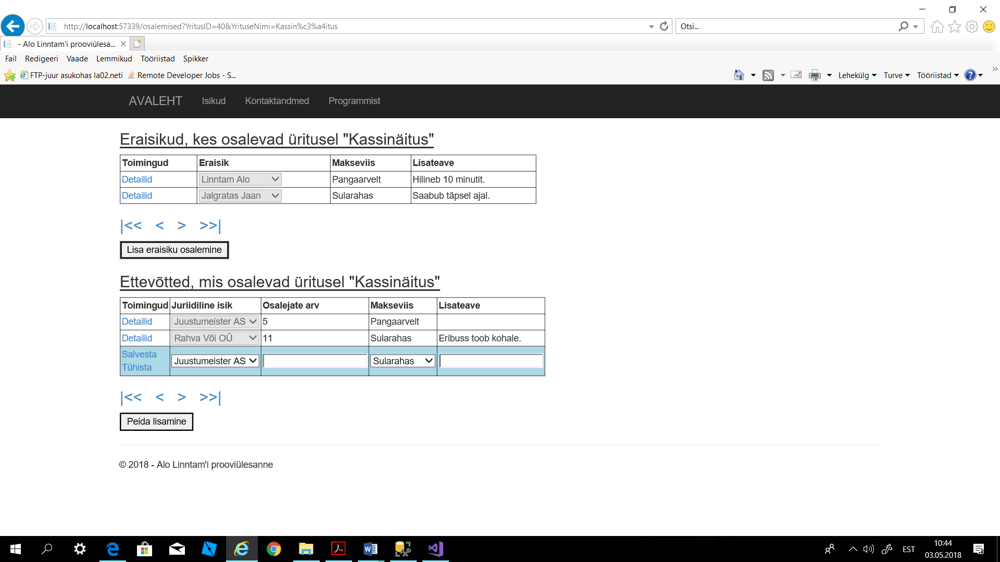 http://localhost:57339/osalemised?YritusID=40&YrituseNimi=Kassin%c3%a4itus
Otsi...
- Alo Linntam'i prooviülesa...
Fail Redigeeri Vaade Lemmikud Tööriistad Spikker
FTP-juur asukohas la02.neti Remote Developer Jobs - S...
Lehekülg Turve Tööriistad
AVALEHT Isikud Kontaktandmed Programmist
Eraisikud, kes osalevad üritusel "Kassinäitus"
Toimingud Eraisik Makseviis Lisateave
Detailid Linntam Alo Pangaarvelt Hilineb 10 minutit.
Detailid Jalgratas Jaan Sularahas Saabub täpsel ajal.
|<< < > >>|
Lisa eraisiku osalemine
Ettevõtted, mis osalevad üritusel "Kassinäitus"
Toimingud Juriidiline isik Osalejate arv Makseviis Lisateave
Detailid Juustumeister AS 5 Pangaarvelt
Detailid Rahva Või OÜ 11 Sularahas Eribuss toob kohale.
Salvesta
Tühista Juustumeister AS Sularahas
|<< < > >>|
Peida lisamine
© 2018 - Alo Linntam'i prooviülesanne
EST
10:44
03.05.2018